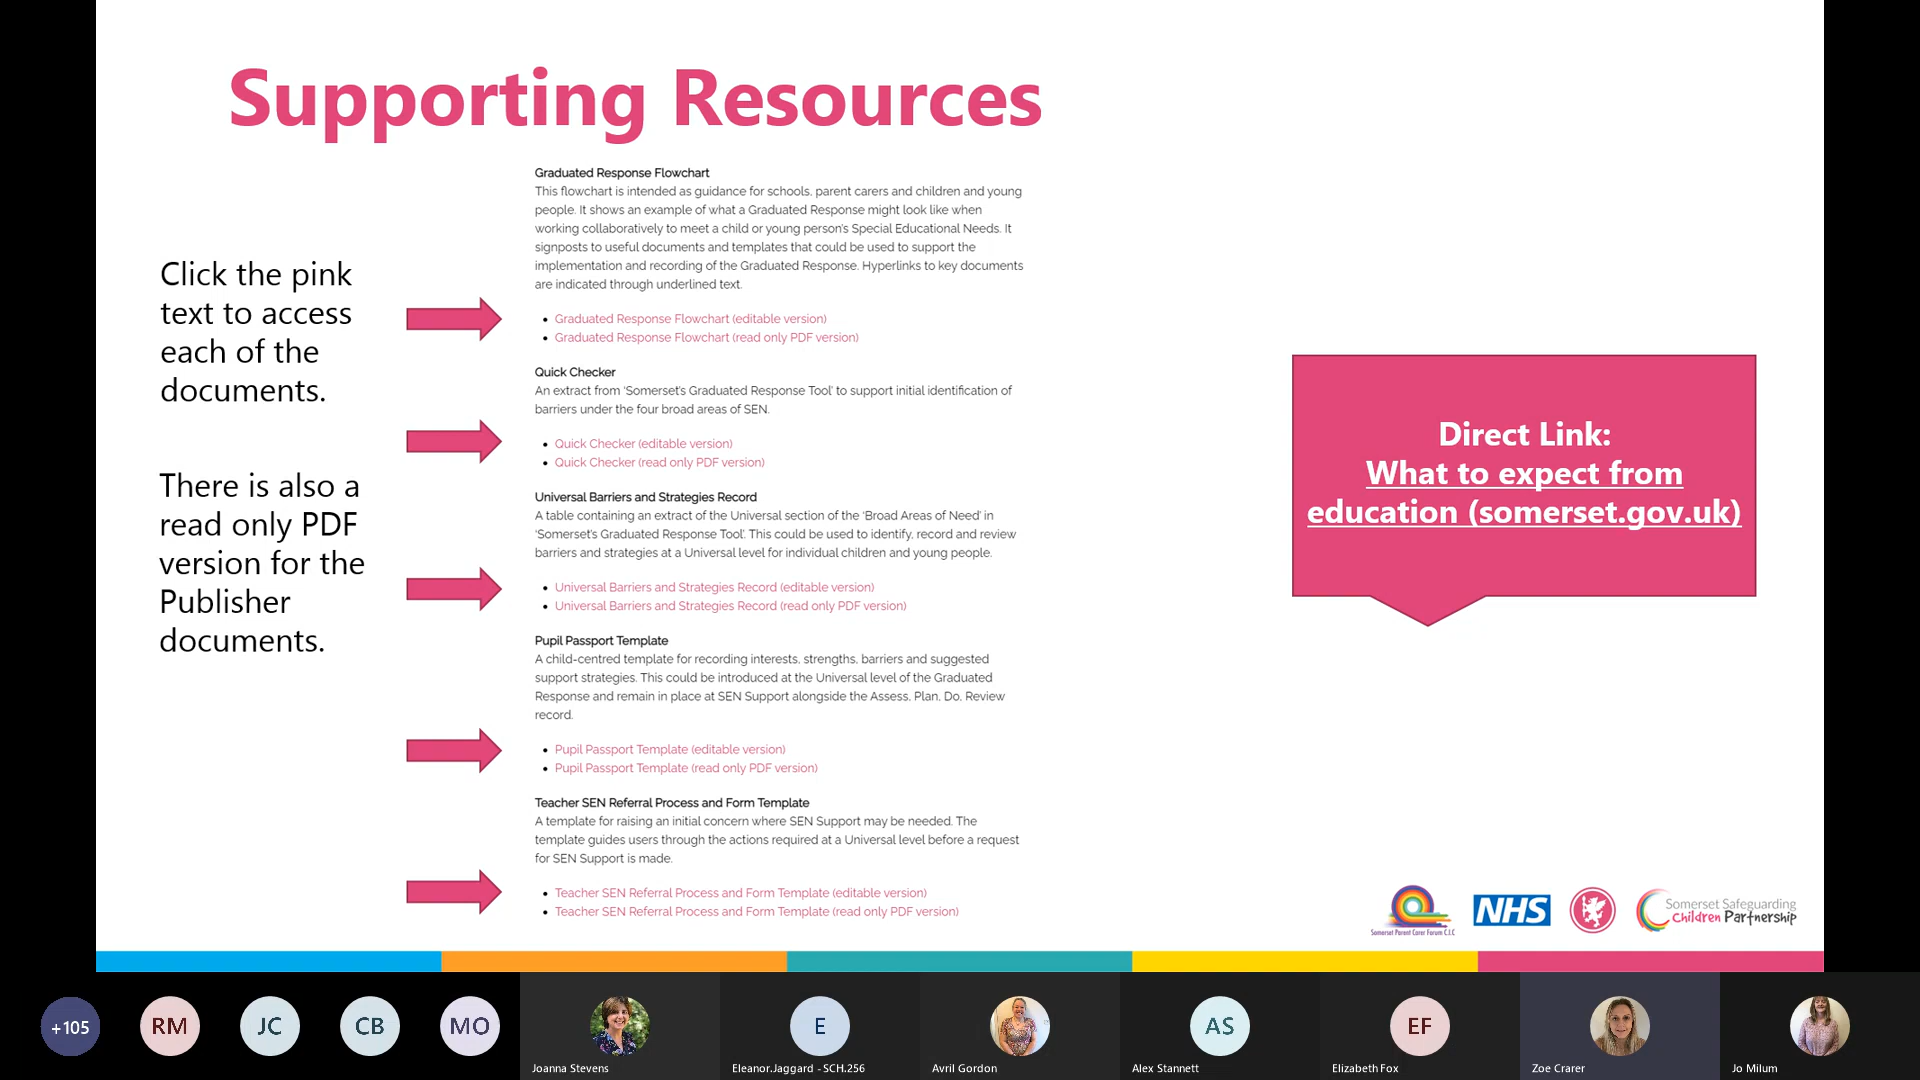 Supporting Resources
Click the pink
text to access
each of the
documents.
There is also a
read only PDF
version for the
Publisher
documents.
Graduated Response Flowchart
This flowchart is intended as guidance for schools, parent carers and children and young
people. It shows an example of what a Graduated Response might look like when
working collaboratively to meet a child or young person's Special Educational Needs. It
signposts to useful documents and templates that could be used to support the
implementation and recording of the Graduated Response. Hyperlinks to key documents
are indicated through underlined text.
• Graduated Response Flowchart (editable version)
• Graduated Response Flowchart (read only PDF version)
Quick Checker
An extract from 'Somerset's Graduated Response Tool' to support initial identification of
barriers under the four broad areas of SEN.
• Quick Checker (editable version)
• Quick Checker (read only PDF version)
Universal Barriers and Strategies Record
A table containing an extract of the Universal section of the 'Broad Areas of Need' in
'Somerset's Graduated Response Tool'. This could be used to identify, record and review
barriers and strategies at a Universal level for individual children and young people.
• Universal Barriers and Strategies Record (editable version)
• Universal Barriers and Strategies Record (read only PDF version)
Pupil Passport Template
A child-centred template for recording interests, strengths, barriers and suggested
support strategies. This could be introduced at the Universal level of the Graduated
Response and remain in place at SEN Support alongside the Assess, Plan, Do, Review
record.
• Pupil Passport Template (editable version)
• Pupil Passport Template (read only PDF version)
Teacher SEN Referral Process and Form Template
A template for raising an initial concern where SEN Support may be needed. The
template guides users through the actions required at a Universal level before a request
for SEN Support is made.
• Teacher SEN Referral Process and Form Template (editable version)
• Teacher SEN Referral Process and Form Template (read only PDF version)
Direct Link:
What to expect from
education (somerset.gov.uk)
Somerset Parent Carer Forum C.I.C
NHS
Somerset Safeguarding
Children Partnership
+105
RM
JC
CB
MO
Joanna Stevens
E
Eleanor.Jaggard - SCH.256
Avril Gordon
AS
Alex Stannett
EF
Elizabeth Fox
Zoe Crarer
Jo Milum